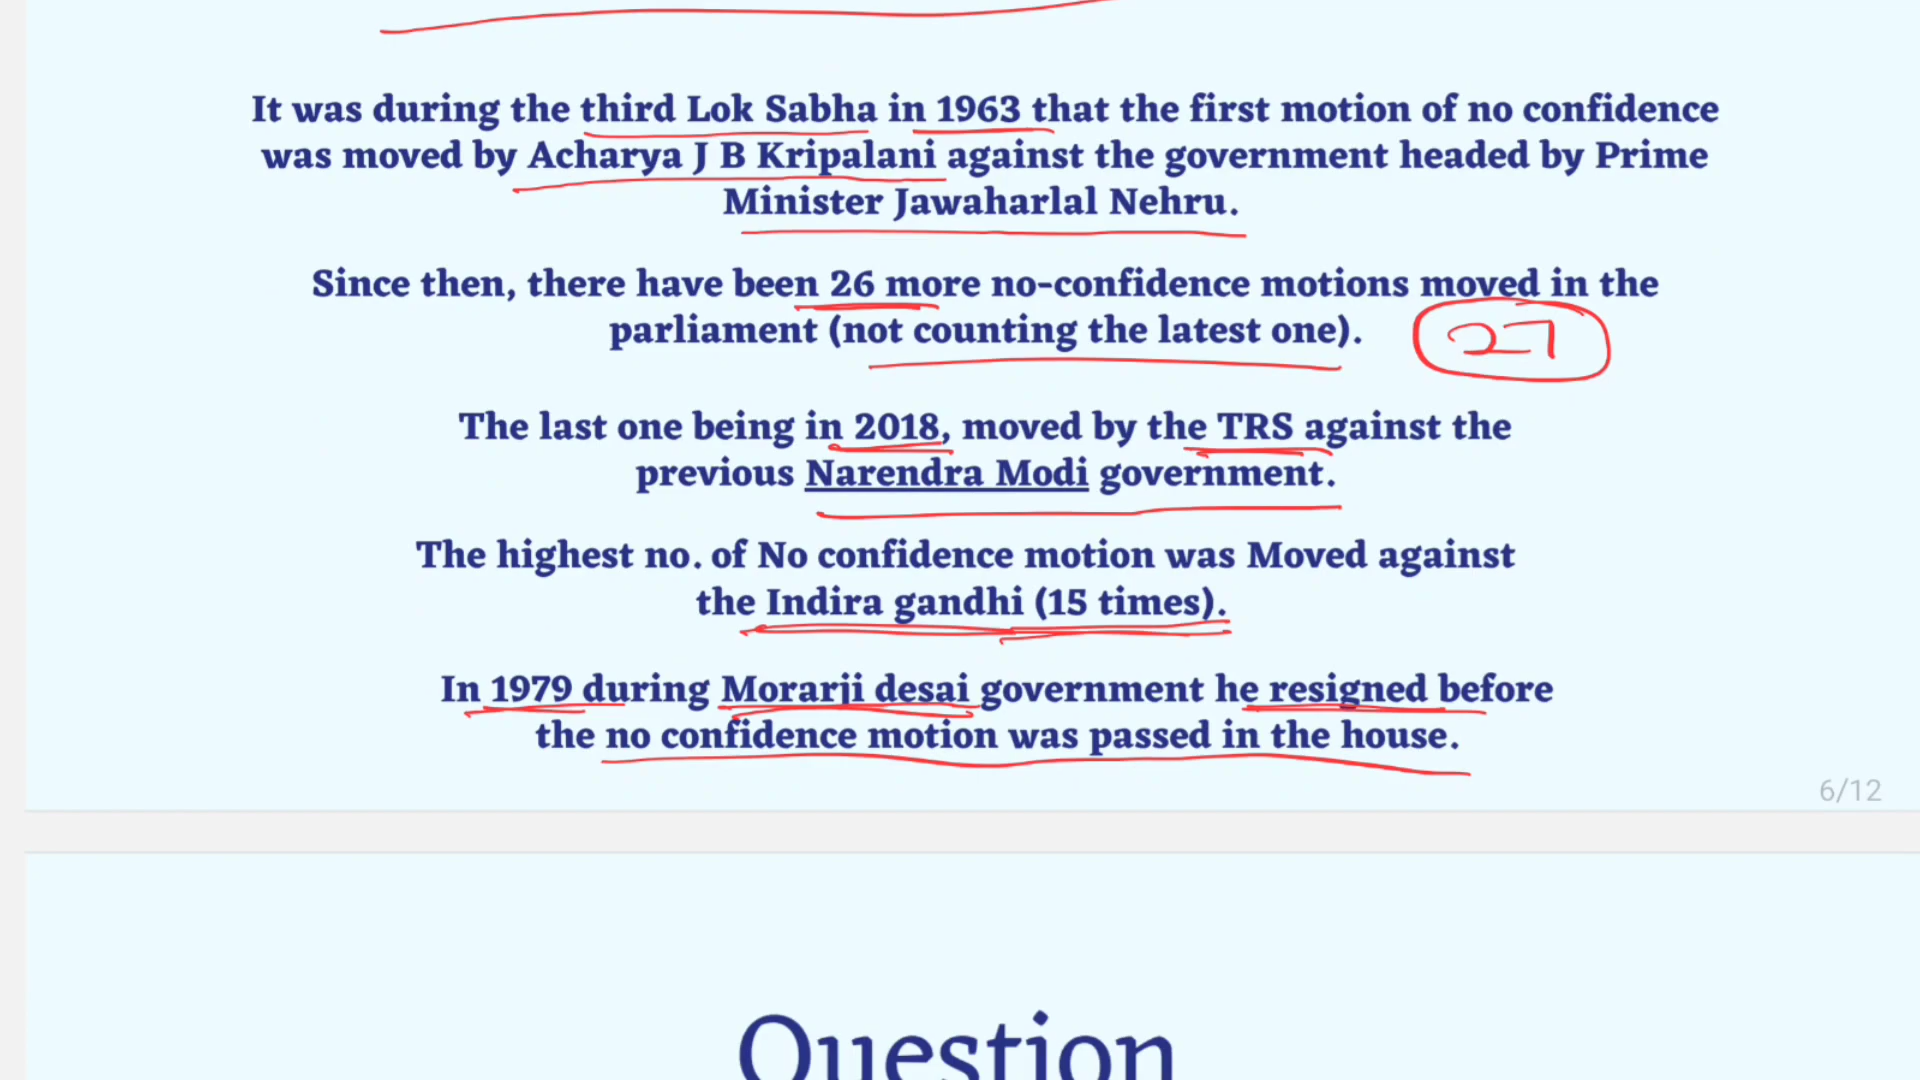 It was during the third Lok Sabha in 1963 that the first motion of no confidence
was moved by Acharya J B Kripalani against the government headed by Prime
Minister Jawaharlal Nehru.
Since then, there have been 26 more no-confidence motions moved in the
parliament (not counting the latest one).
27
The last one being in 2018, moved by the TRS against the
previous Narendra Modi government.
The highest no. of No confidence motion was Moved against
the Indira gandhi (15 times).
In 1979 during Morarji desai government he resigned before
the no confidence motion was passed in the house.
6/12
Question